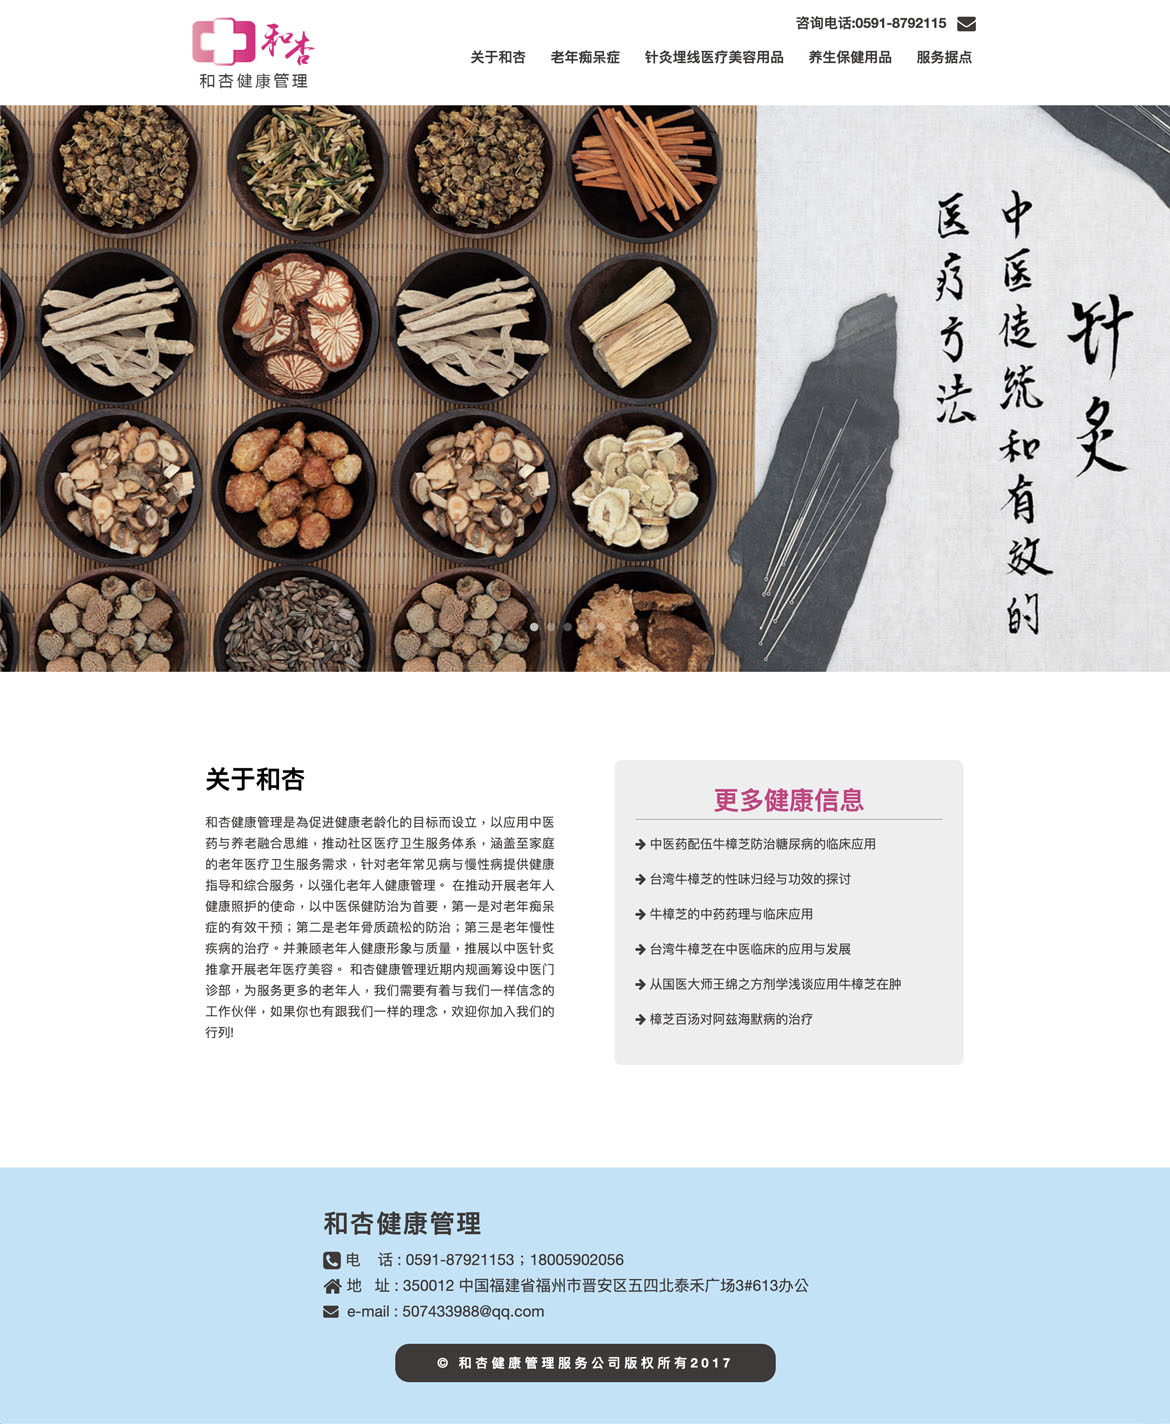 和杏
和杏健康管理
咨询电话:0591-8792115
关于和杏 老年痴呆症 针灸埋线医疗美容用品 养生保健用品 服务据点
针灸
中医传统和有效的
医疗方法
关于和杏
和杏健康管理是為促进健康老龄化的目标而设立，以应用中医
药与养老融合思維，推动社区医疗卫生服务体系，涵盖至家庭
的老年医疗卫生服务需求，针对老年常见病与慢性病提供健康
指导和综合服务，以强化老年人健康管理。 在推动开展老年人
健康照护的使命，以中医保健防治为首要，第一是对老年痴呆
症的有效干预；第二是老年骨质疏松的防治；第三是老年慢性
疾病的治疗。并兼顾老年人健康形象与质量，推展以中医针炙
推拿开展老年医疗美容。 和杏健康管理近期内规画筹设中医门
诊部，为服务更多的老年人，我们需要有着与我们一样信念的
工作伙伴，如果你也有跟我们一样的理念，欢迎你加入我们的
行列!
更多健康信息
中医药配伍牛樟芝防治糖尿病的临床应用
台湾牛樟芝的性味归经与功效的探讨
牛樟芝的中药药理与临床应用
台湾牛樟芝在中医临床的应用与发展
从国医大师王绵之方剂学浅谈应用牛樟芝在肿
樟芝百汤对阿兹海默病的治疗
和杏健康管理
电 话 : 0591-87921153；18005902056
地 址 : 350012 中国福建省福州市晋安区五四北泰禾广场3#613办公
e-mail : 507433988@qq.com
© 和杏健康管理服务公司版权所有2017